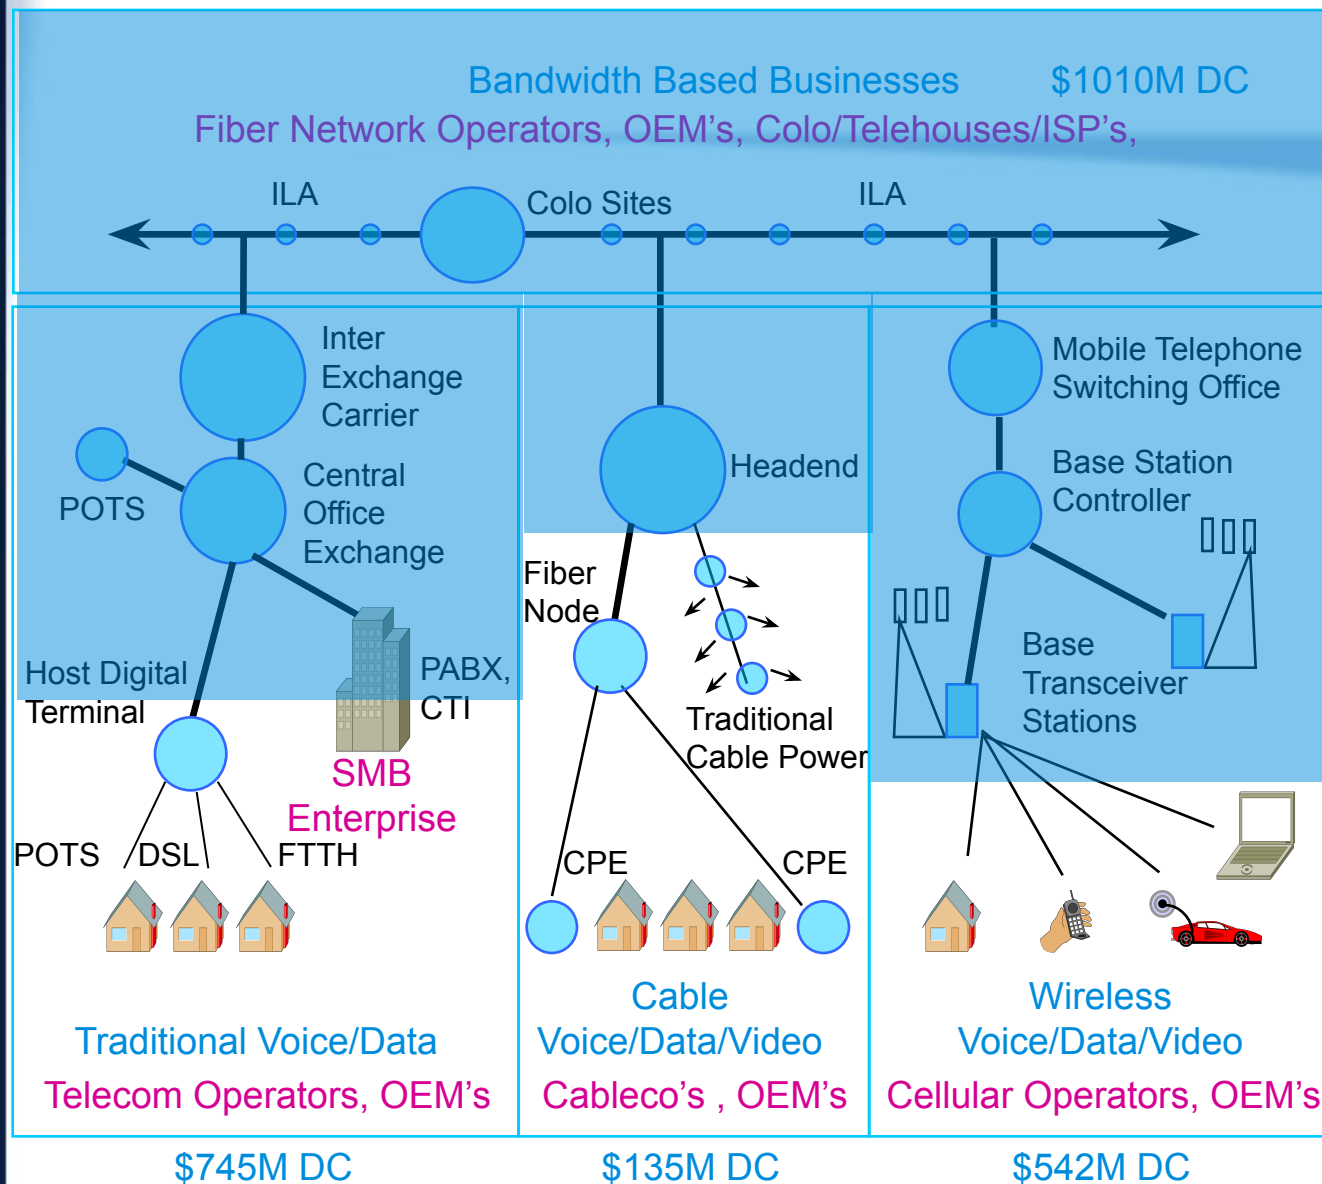 Bandwidth Based Businesses $1010M DC
Fiber Network Operators, OEM's, Colo/Telehouses/ISP's,
ILA
Colo Sites
ILA
Inter
Exchange
Carrier
POTS
Central
Office
Exchange
Host Digital
Terminal
PABX,
CTI
SMB
Enterprise
POTS DSL FTTH
Traditional Voice/Data
Telecom Operators, OEM's
$745M DC
Headend
Fiber
Node
Traditional
Cable Power
CPE CPE
Cable
Voice/Data/Video
Cableco's , OEM's
$135M DC
Mobile Telephone
Switching Office
Base Station
Controller
Base
Transceiver
Stations
Wireless
Voice/Data/Video
Cellular Operators, OEM's
$542M DC